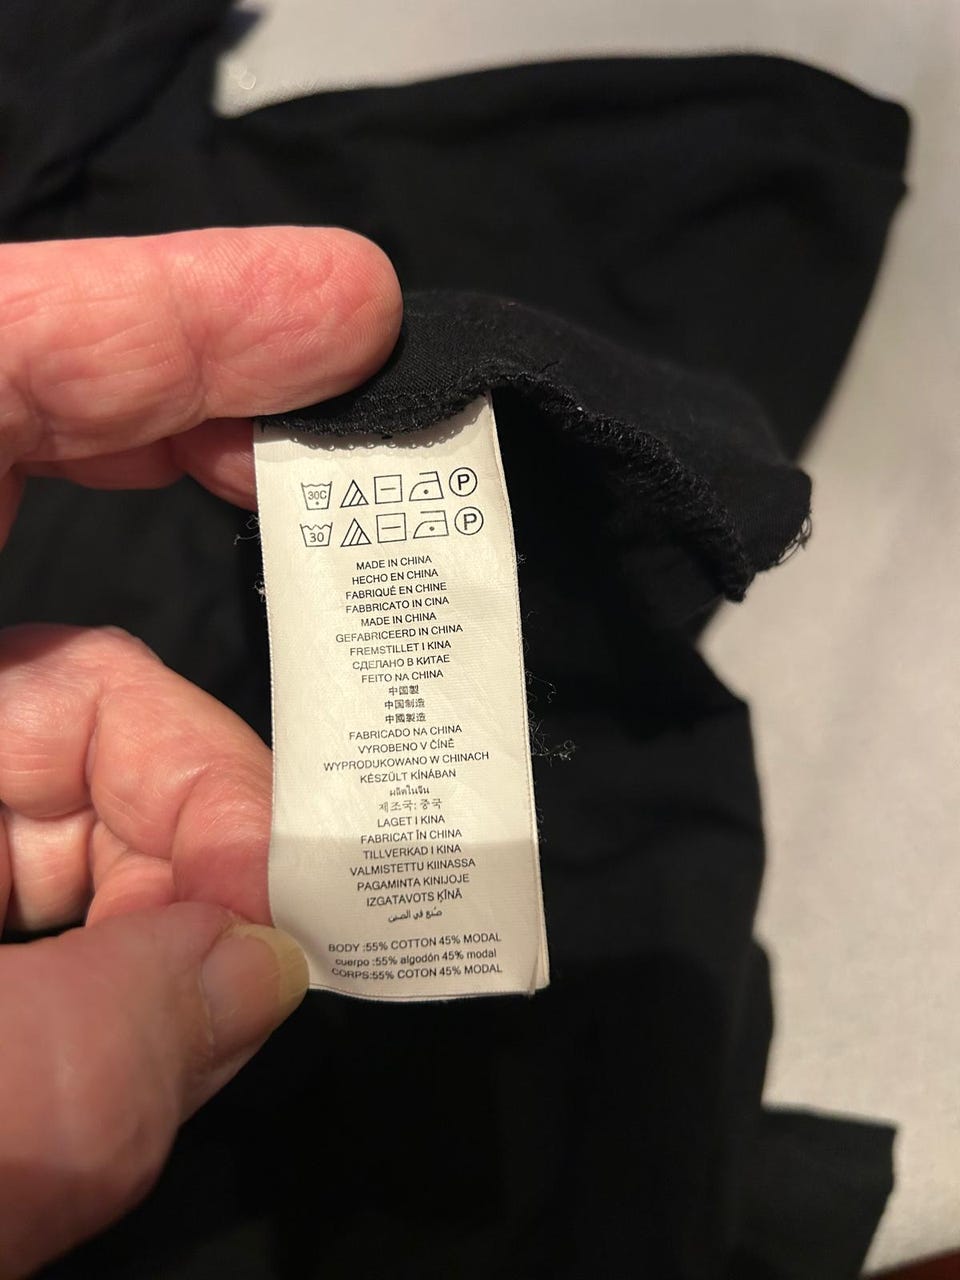 30C P
30 P
MADE IN CHINA
HECHO EN CHINA
FABRIQUÉ EN CHINE
FABBRICATO IN CINA
MADE IN CHINA
GEFABRICEERD IN CHINA
FREMSTILLET I KINA
СДЕЛАНО В КИТАЕ
FEITO NA CHINA
中国製
中国制造
中國製造
FABRICADO NA CHINA
VYROBENO V ČÍNĚ
WYPRODUKOWANO W CHINACH
KÉSZÜLT KÍNÁBAN
ผลิตในจีน
제조국: 중국
LAGET I KINA
FABRICAT ÎN CHINA
TILLVERKAD I KINA
VALMISTETTU KIINASSA
PAGAMINTA KINIJOJE
IZGATAVOTS ĶĪNĀ
صُنع في الصين
BODY :55% COTTON 45% MODAL
cuerpo :55% algodón 45% modal
CORPS:55% COTON 45% MODAL